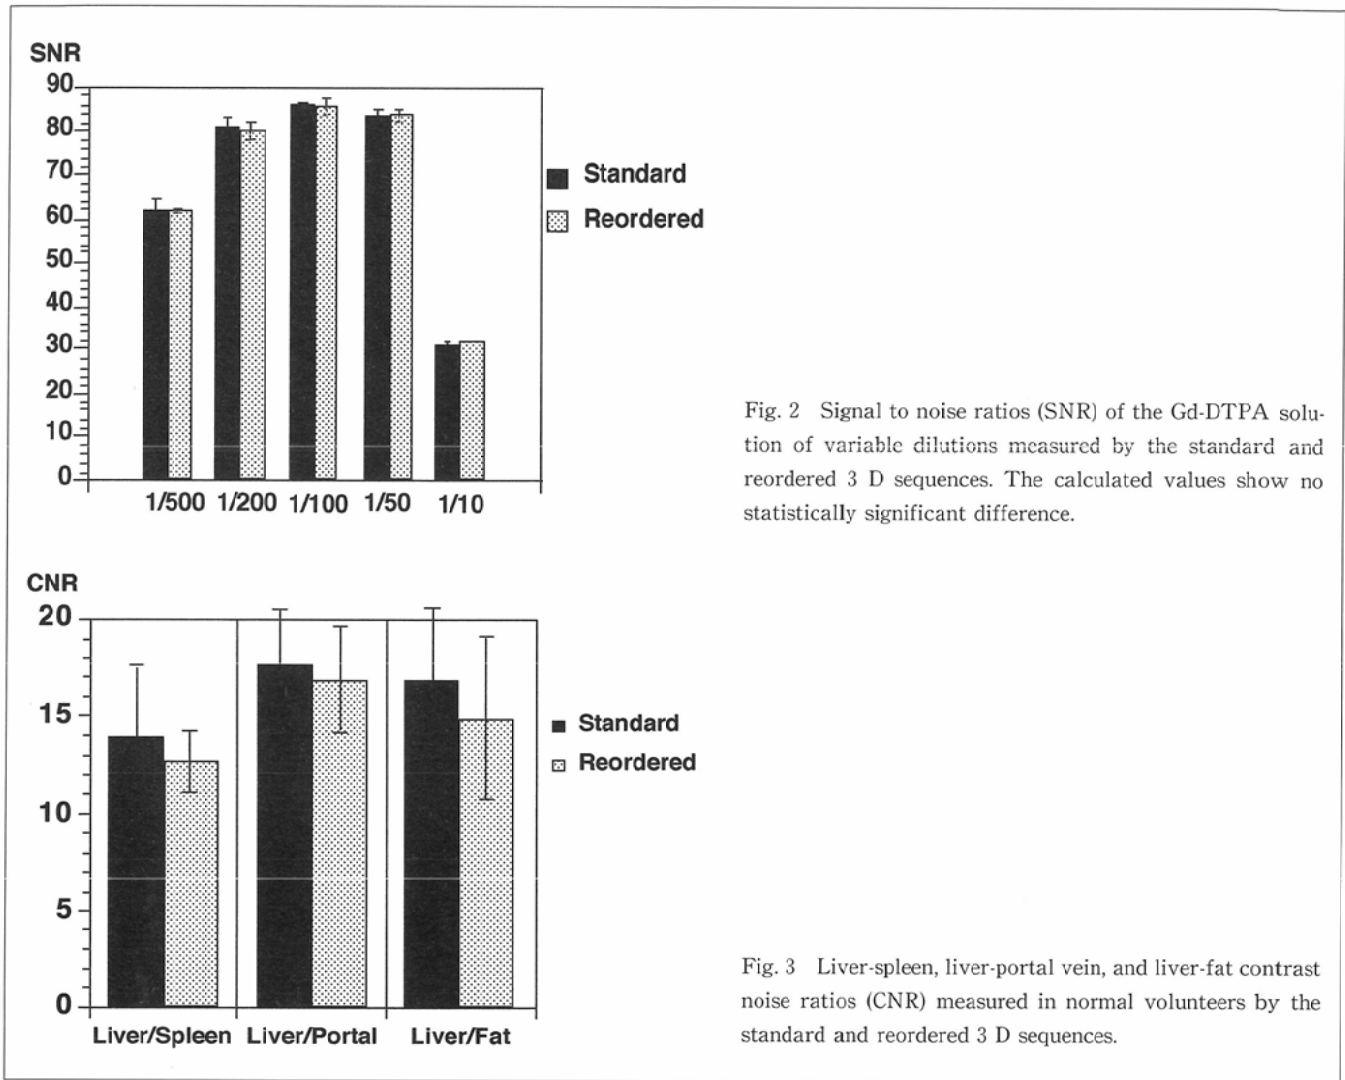 SNR
90
80
70
60
50
40
30
20
10
0
1/500 1/200 1/100 1/50 1/10
Standard
Reordered
Fig. 2 Signal to noise ratios (SNR) of the Gd-DTPA solu-
tion of variable dilutions measured by the standard and
reordered 3 D sequences. The calculated values show no
statistically significant difference.
CNR
20
15
10
5
0
Liver/Spleen Liver/Portal Liver/Fat
Standard
Reordered
Fig. 3 Liver-spleen, liver-portal vein, and liver-fat contrast
noise ratios (CNR) measured in normal volunteers by the
standard and reordered 3 D sequences.